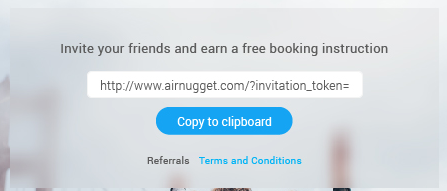 Invite your friends and earn a free booking instruction
http://www.airnugget.com/?invitation_token=
Copy to clipboard
Referrals Terms and Conditions